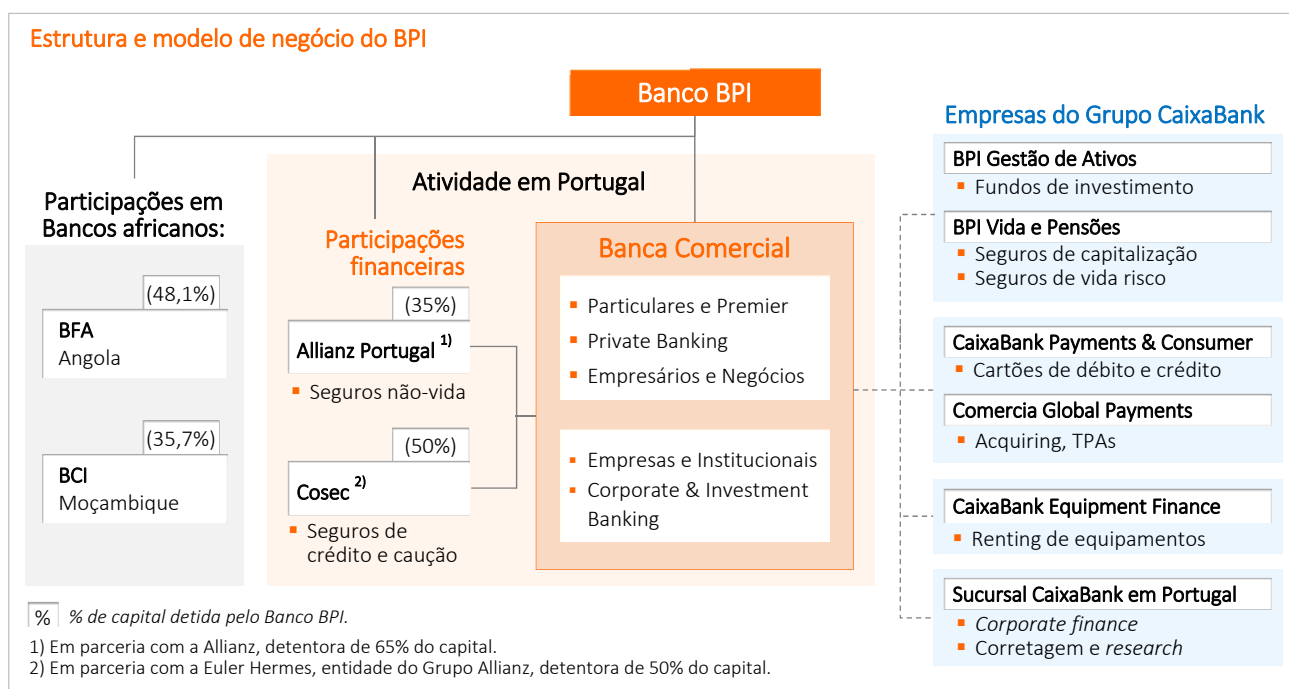 Estrutura e modelo de negócio do BPI
Banco BPI
Participações em
Bancos africanos:
(48,1%)
BFA
Angola
(35,7%)
BCI
Moçambique
Atividade em Portugal
Participações
financeiras
(35%)
Allianz Portugal 1)
Seguros não-vida
(50%)
Cosec 2)
Seguros de
crédito e caução
Banca Comercial
Particulares e Premier
Private Banking
Empresários e Negócios
Empresas e Institucionais
Corporate & Investment
Banking
Empresas do Grupo CaixaBank
BPI Gestão de Ativos
Fundos de investimento
BPI Vida e Pensões
Seguros de capitalização
Seguros de vida risco
CaixaBank Payments & Consumer
Cartões de débito e crédito
Comercia Global Payments
Acquiring, TPAs
CaixaBank Equipment Finance
Renting de equipamentos
Sucursal CaixaBank em Portugal
Corporate finance
Corretagem e research
% % de capital detida pelo Banco BPI.
1) Em parceria com a Allianz, detentora de 65% do capital.
2) Em parceria com a Euler Hermes, entidade do Grupo Allianz, detentora de 50% do capital.